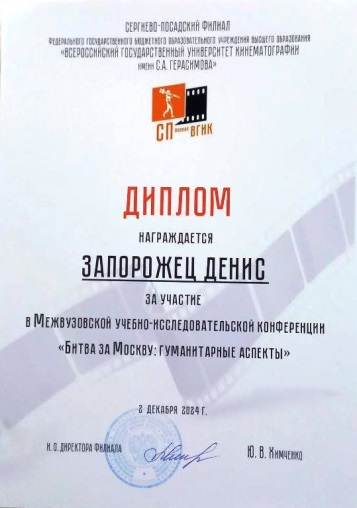 СЕРГИЕВО-ПОСАДСКИЙ ФИЛИАЛ
ФЕДЕРАЛЬНОГО ГОСУДАРСТВЕННОГО БЮДЖЕТНОГО ОБРАЗОВАТЕЛЬНОГО УЧРЕЖДЕНИЯ ВЫСШЕГО ОБРАЗОВАНИЯ
«ВСЕРОССИЙСКИЙ ГОСУДАРСТВЕННЫЙ УНИВЕРСИТЕТ КИНЕМАТОГРАФИИ
ИМЕНИ С.А. ГЕРАСИМОВА»
СП ФИЛИАЛ ВГИК
ДИПЛОМ
НАГРАЖДАЕТСЯ
ЗАПОРОЖЕЦ ДЕНИС
ЗА УЧАСТИЕ
В МЕЖВУЗОВСКОЙ УЧЕБНО-ИССЛЕДОВАТЕЛЬСКОЙ КОНФЕРЕНЦИИ
«БИТВА ЗА МОСКВУ: ГУМАНИТАРНЫЕ АСПЕКТЫ»
2 ДЕКАБРЯ 2024 Г.
И. О. ДИРЕКТОРА ФИЛИАЛА
Ю. В. ХИМЧЕНКО